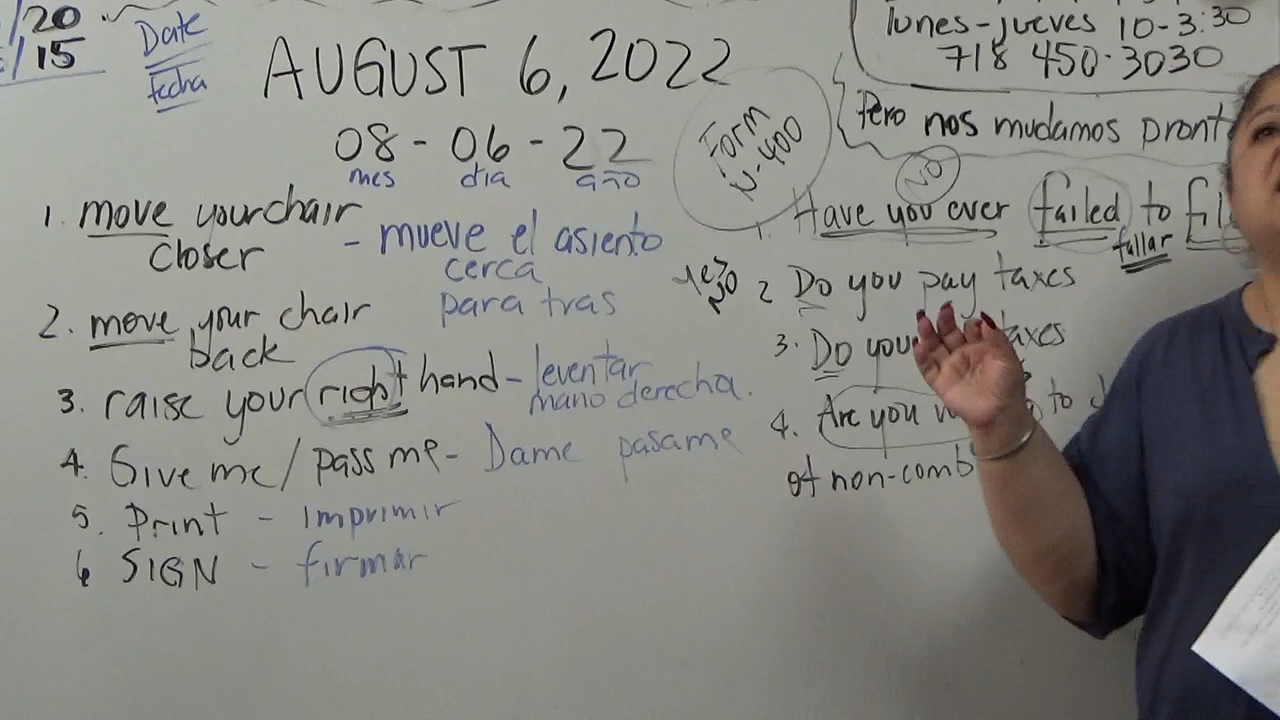 /20
/15
Date
fecha
AUGUST 6, 2022
08-06-22
mes dia año
1. move your chair
closer
- mueve el asiento
cerca
2. move your chair
back
para tras
3. raise your right hand - leventar
mano derecha.
4. Give me/pass me- Dame pasame
5. Print - Imprimir
6 SIGN - firmar
lunes-jueves 10-3:30
718 450-3030
Pero nos mudamos
Form
N-400
NO
1. Have you ever failed to
fallar
yes
NO
2 Do you pay taxes
3. Do you
4. Are you to
of